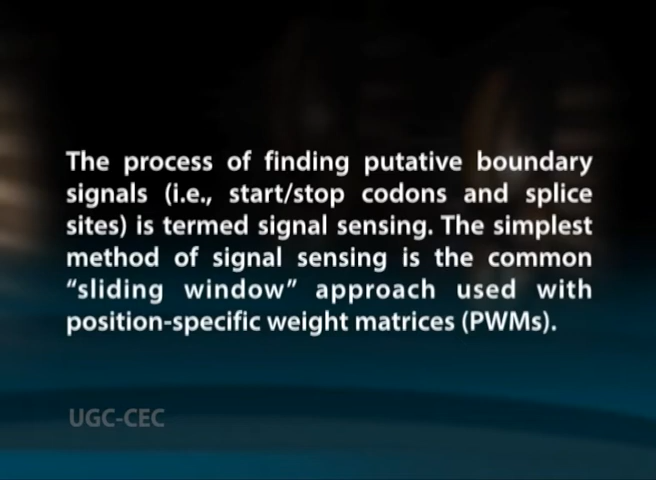 The process of finding putative boundary
signals (i.e., start/stop codons and splice
sites) is termed signal sensing. The simplest
method of signal sensing is the common
“sliding window” approach used with
position-specific weight matrices (PWMs).
UGC-CEC